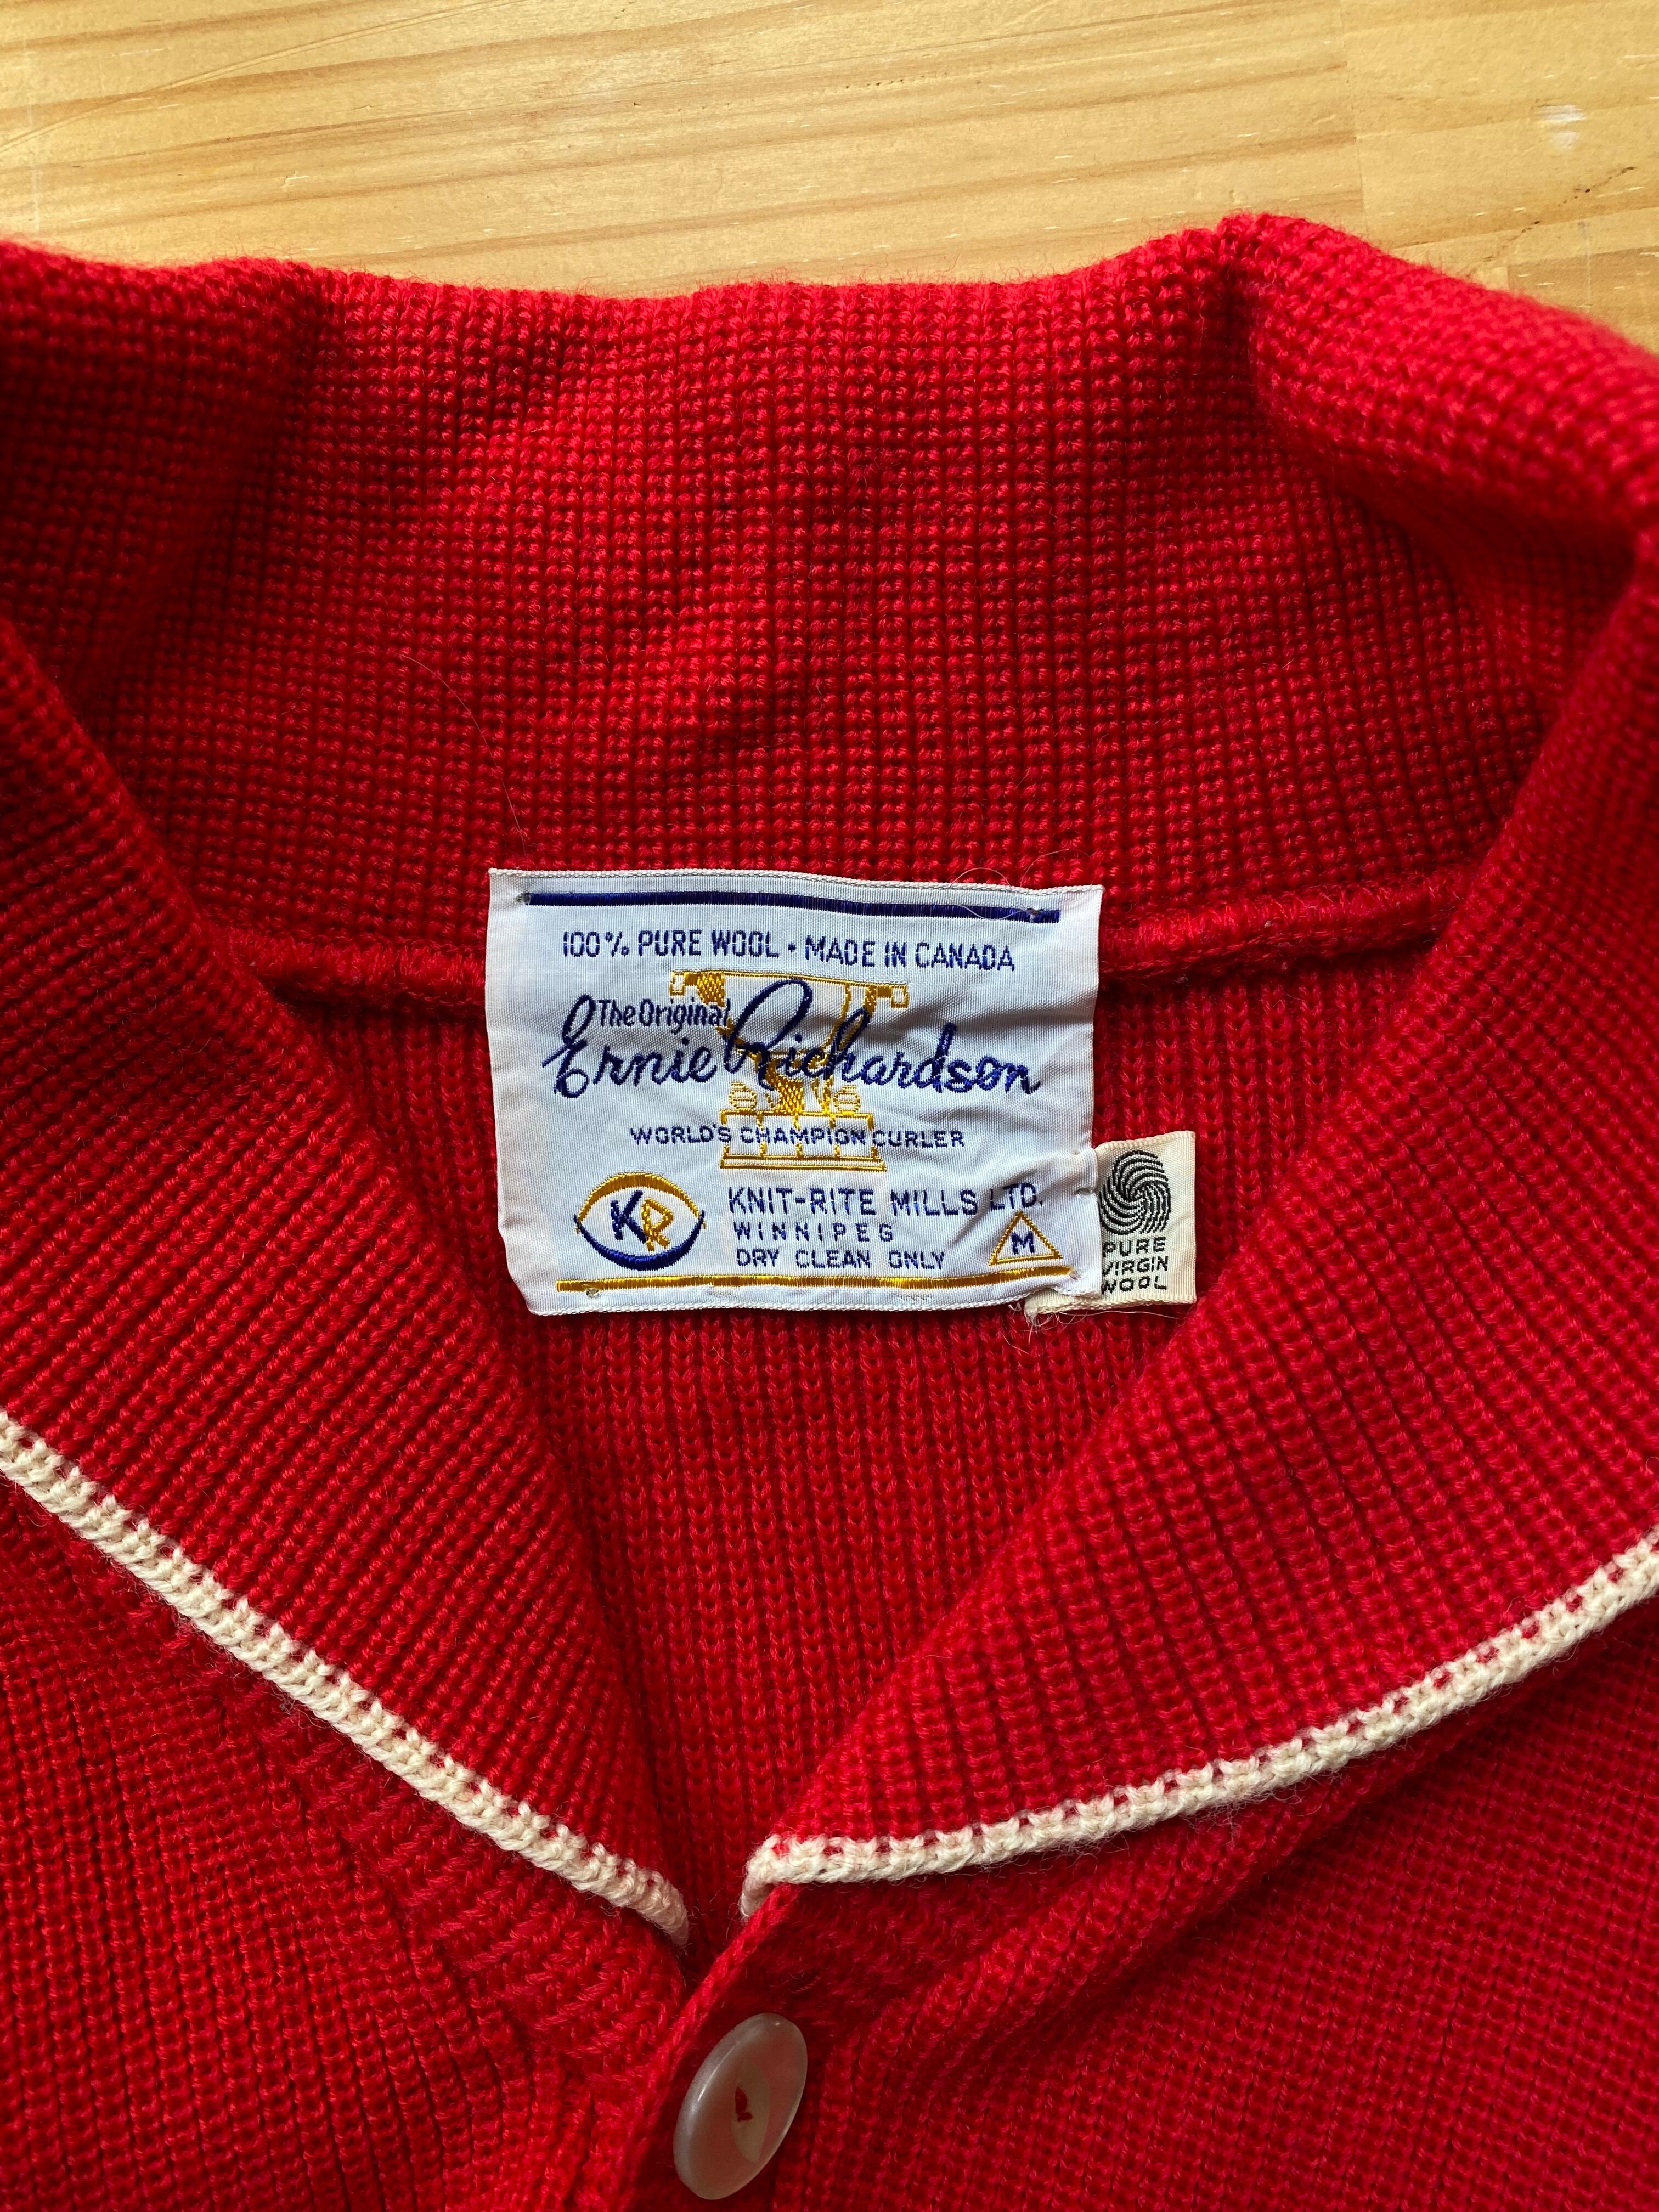 100% PURE WOOL • MADE IN CANADA
The Original
Ernie Richardson
WORLD'S CHAMPION CURLER
KR
KNIT-RITE MILLS LTD.
WINNIPEG
DRY CLEAN ONLY
M
PURE
VIRGIN
WOOL